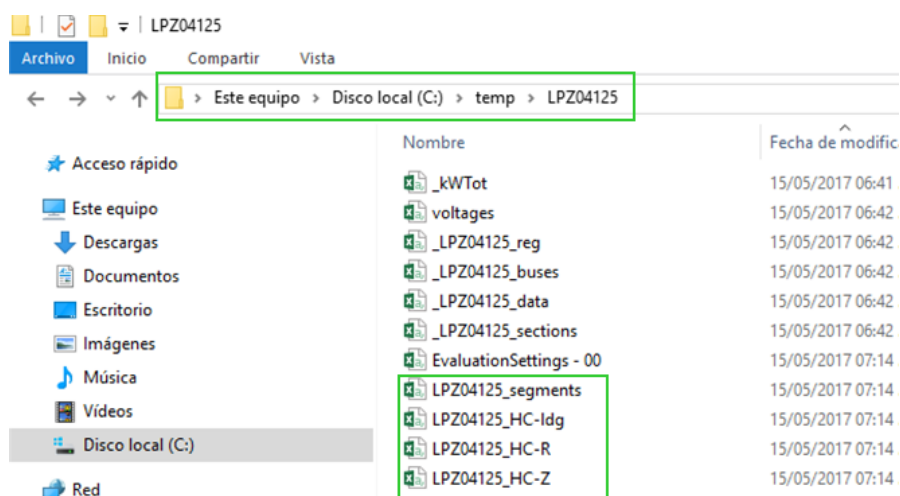 LPZ04125
Archivo Inicio Compartir Vista
Este equipo > Disco local (C:) > temp > LPZ04125
Nombre Fecha de modific
Acceso rápido
Este equipo
Descargas
Documentos
Escritorio
Imágenes
Música
Vídeos
Disco local (C:)
Red
_kWTot 15/05/2017 06:41
voltages 15/05/2017 06:42
_LPZ04125_reg 15/05/2017 06:42
_LPZ04125_buses 15/05/2017 06:42
_LPZ04125_data 15/05/2017 06:42
_LPZ04125_sections 15/05/2017 06:42
EvaluationSettings - 00 15/05/2017 07:14
LPZ04125_segments 15/05/2017 07:14
LPZ04125_HC-Idg 15/05/2017 07:14
LPZ04125_HC-R 15/05/2017 07:14
LPZ04125_HC-Z 15/05/2017 07:14